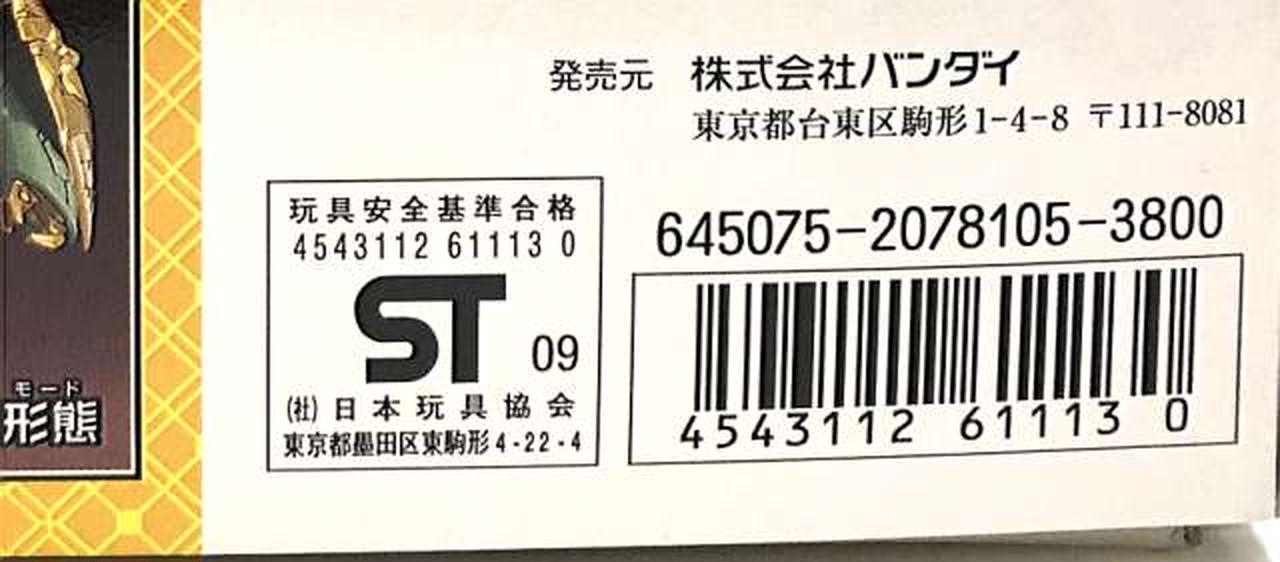 発売元 株式会社バンダイ
東京都台東区駒形1-4-8 〒111-8081
玩具安全基準合格
4543112 61113 0
ST 09
(社)日本玩具協会
東京都墨田区東駒形4-22-4
645075-2078105-3800
4543112 61113 0
モード
形態